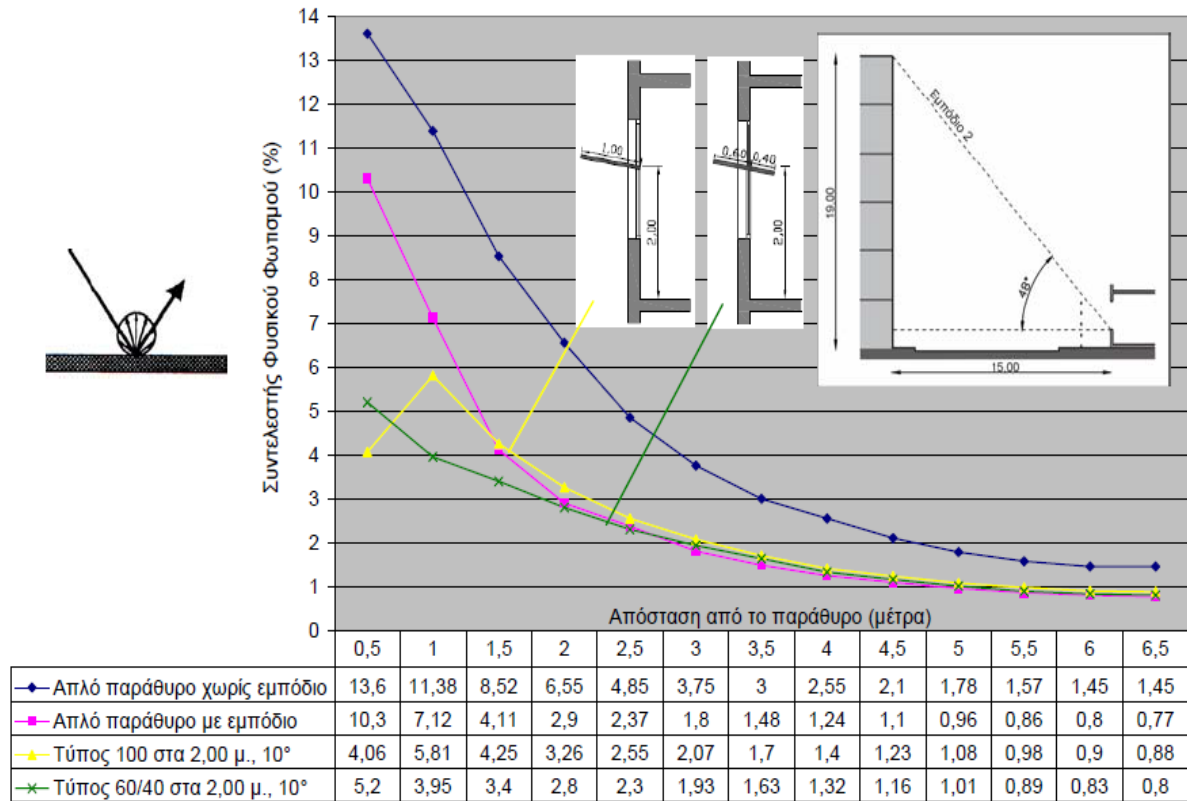 14
13
12
11
10
9
8
7
6
5
4
3
2
1
0
Συντελεστής Φυσικού Φωτισμού (%)
1,00
2,00
0,60 0,40
2,00
Εμπόδιο 2
19.00
48°
15.00
Απόσταση από το παράθυρο (μέτρα)
0,5 1 1,5 2 2,5 3 3,5 4 4,5 5 5,5 6 6,5
Απλό παράθυρο χωρίς εμπόδιο 13,6 11,38 8,52 6,55 4,85 3,75 3 2,55 2,1 1,78 1,57 1,45 1,45
Απλό παράθυρο με εμπόδιο 10,3 7,12 4,11 2,9 2,37 1,8 1,48 1,24 1,1 0,96 0,86 0,8 0,77
Τύπος 100 στα 2,00 μ., 10° 4,06 5,81 4,25 3,26 2,55 2,07 1,7 1,4 1,23 1,08 0,98 0,9 0,88
Τύπος 60/40 στα 2,00 μ., 10° 5,2 3,95 3,4 2,8 2,3 1,93 1,63 1,32 1,16 1,01 0,89 0,83 0,8